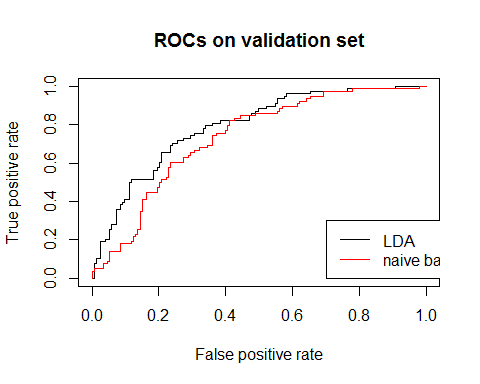 ROCs on validation set
True positive rate
1.0
0.8
0.6
0.4
0.2
0.0
LDA
naive ba
0.0 0.2 0.4 0.6 0.8 1.0
False positive rate